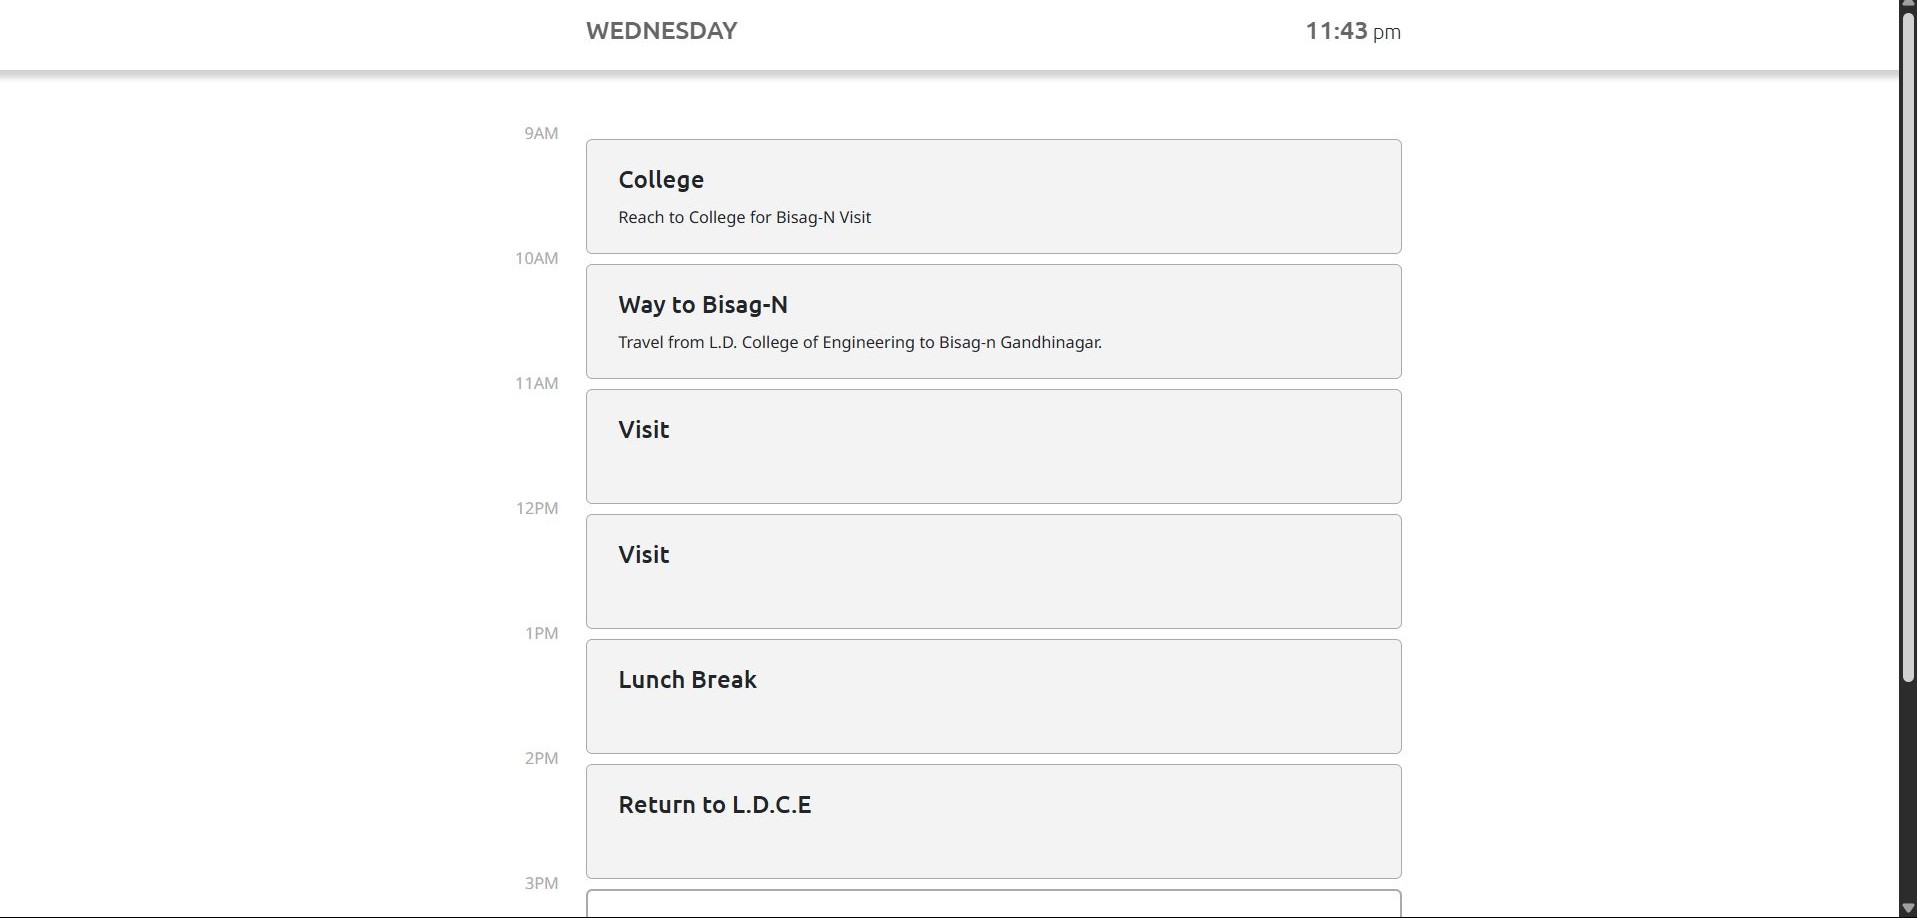 WEDNESDAY
11:43 pm
9AM
College
Reach to College for Bisag-N Visit
10AM
Way to Bisag-N
Travel from L.D. College of Engineering to Bisag-n Gandhinagar.
11AM
Visit
12PM
Visit
1PM
Lunch Break
2PM
Return to L.D.C.E
3PM